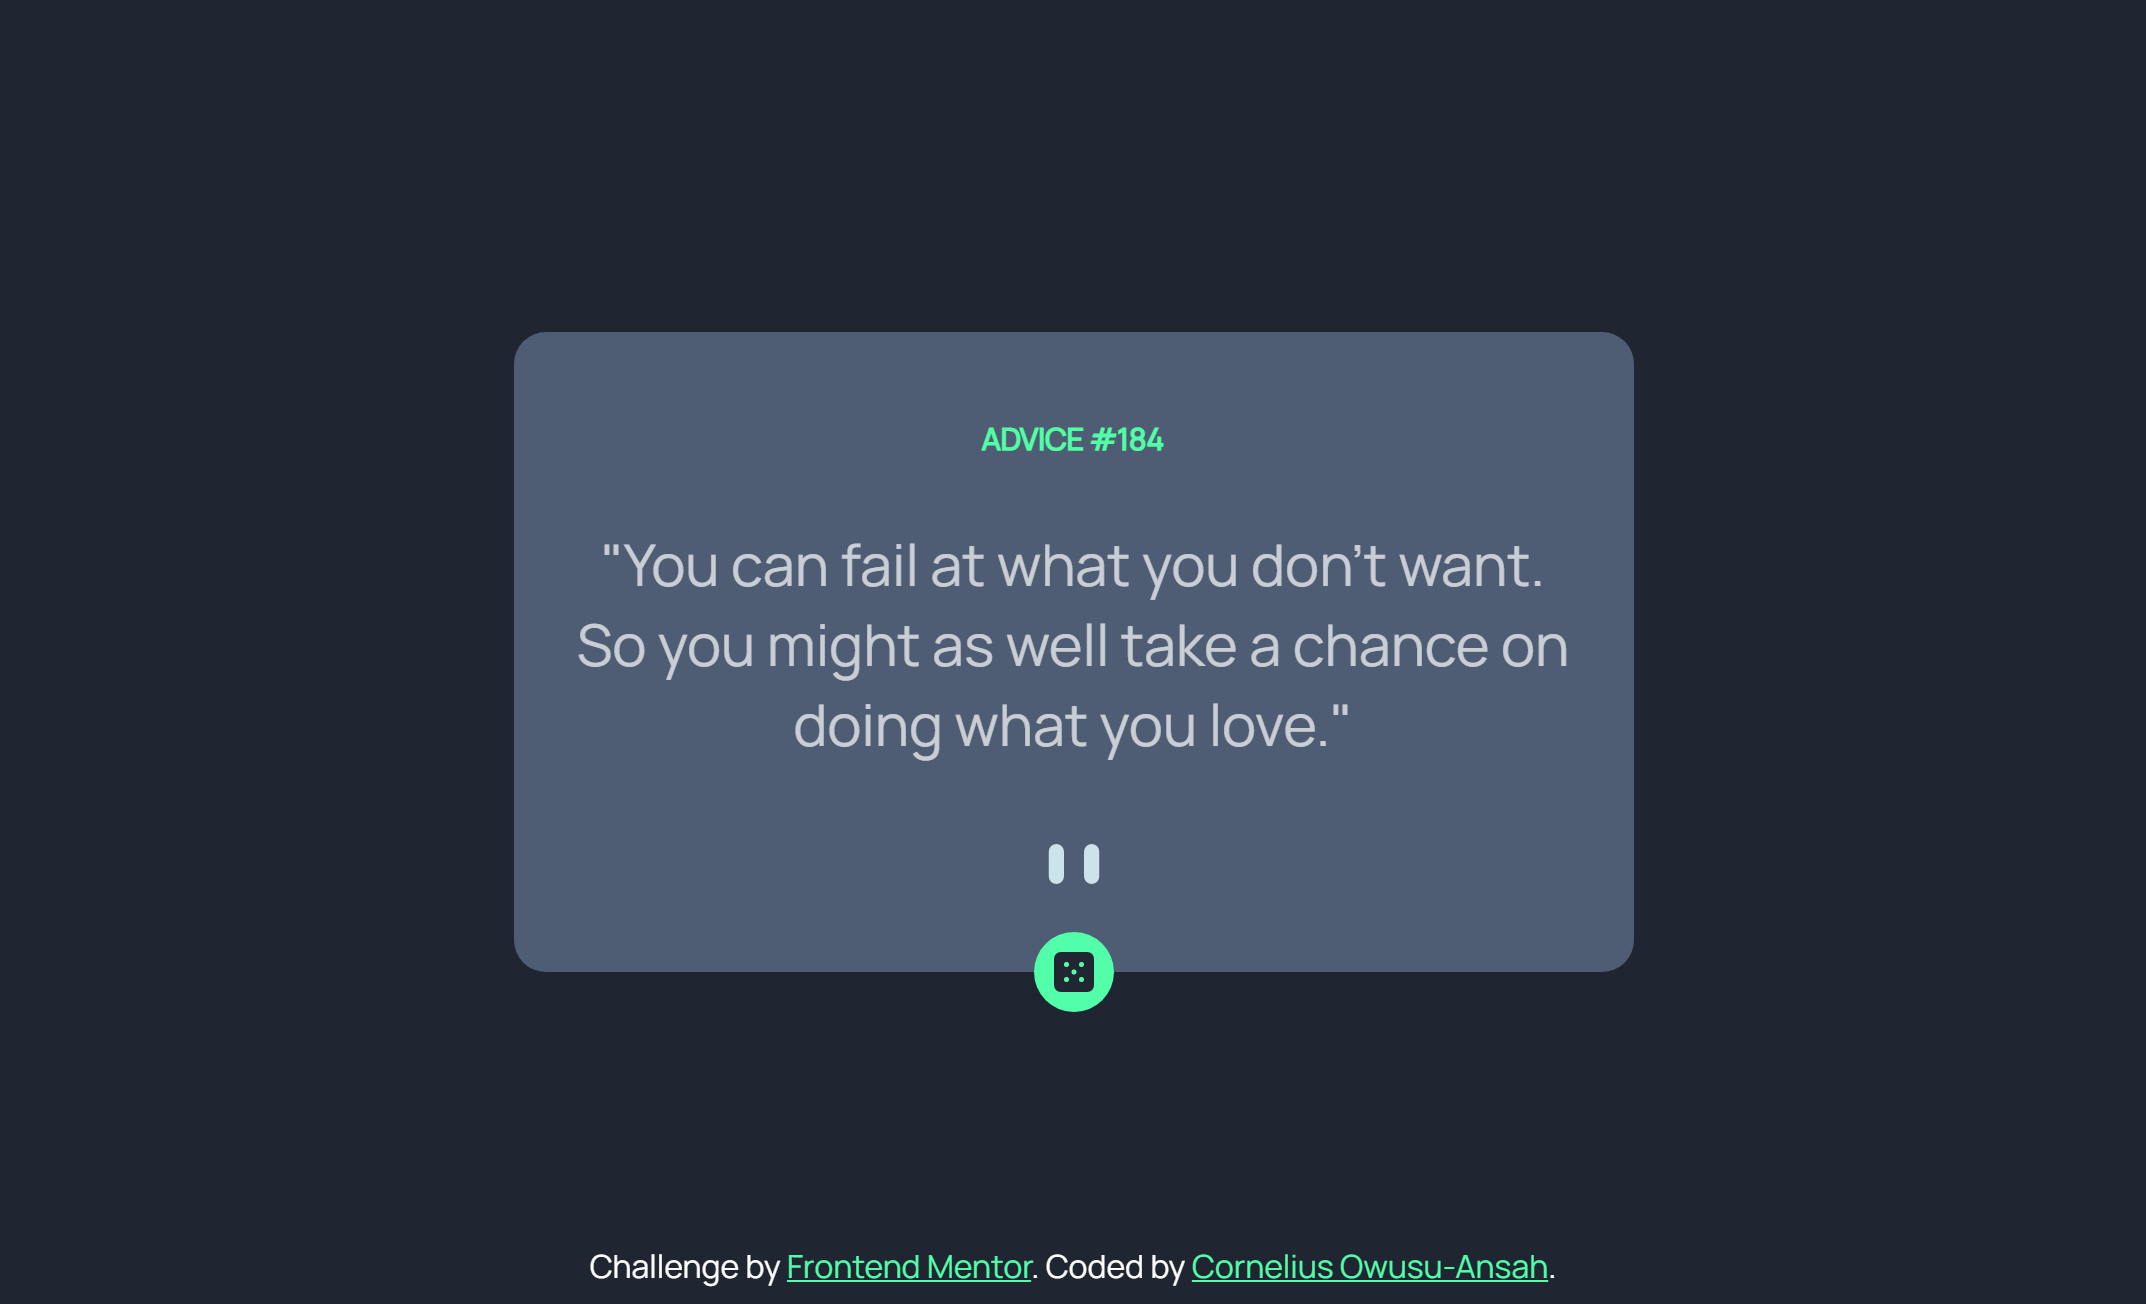 ADVICE #184
"You can fail at what you don’t want.
So you might as well take a chance on
doing what you love."
Challenge by Frontend Mentor. Coded by Cornelius Owusu-Ansah.